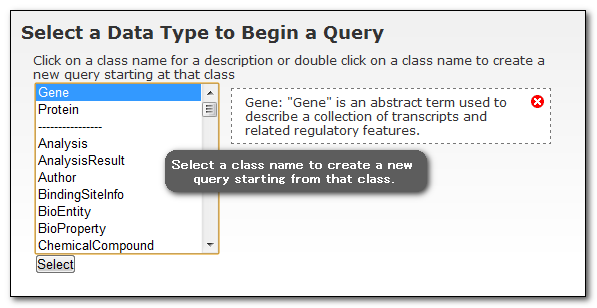 Select a Data Type to Begin a Query
Click on a class name for a description or double click on a class name to create a
new query starting at that class
Gene
Protein
----------------
Analysis
AnalysisResult
Author
BindingSiteInfo
BioEntity
BioProperty
ChemicalCompound
Select
Gene: "Gene" is an abstract term used to
describe a collection of transcripts and
related regulatory features.
Select a class name to create a new
query starting from that class.